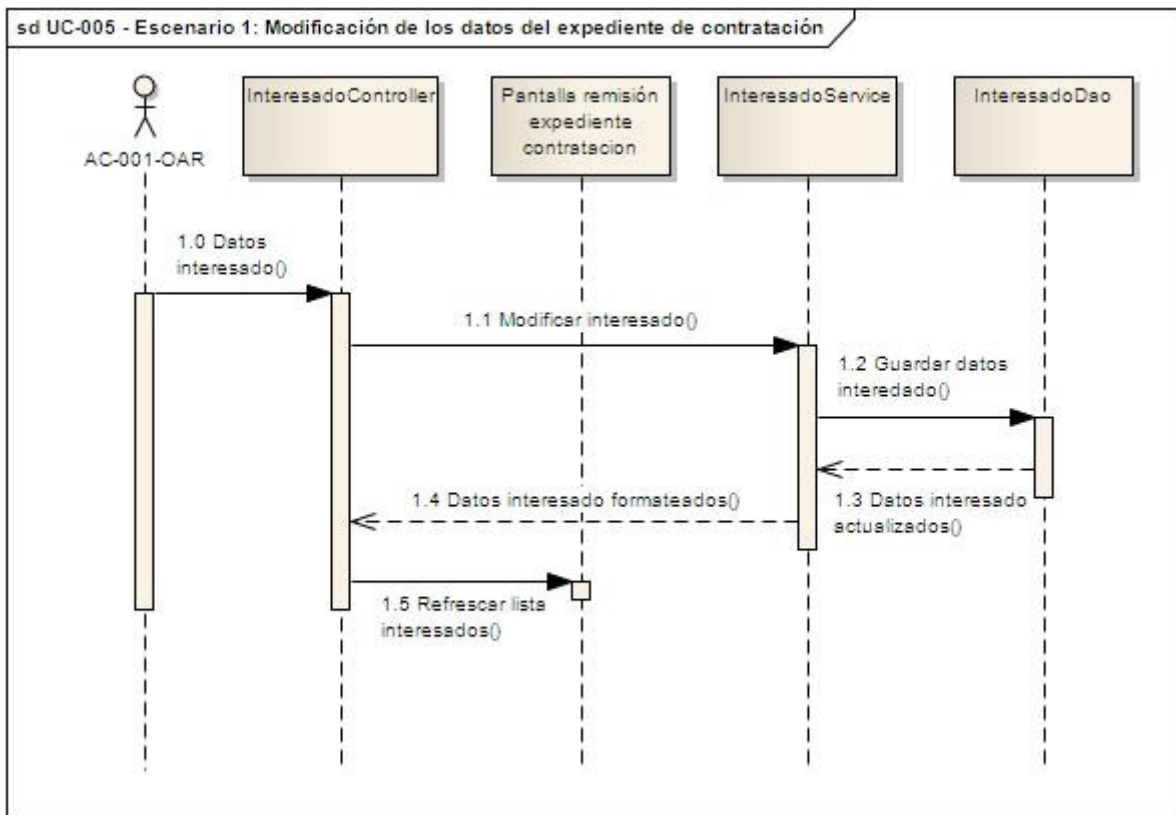 sd UC-005 - Escenario 1: Modificación de los datos del expediente de contratación
AC-001-OAR
InteresadoController
Pantalla remisión
expediente
contratacion
InteresadoService
InteresadoDao
1.0 Datos
interesado()
1.1 Modificar interesado()
1.2 Guardar datos
interedado()
1.3 Datos interesado
actualizados()
1.4 Datos interesado formateados()
1.5 Refrescar lista
interesados()